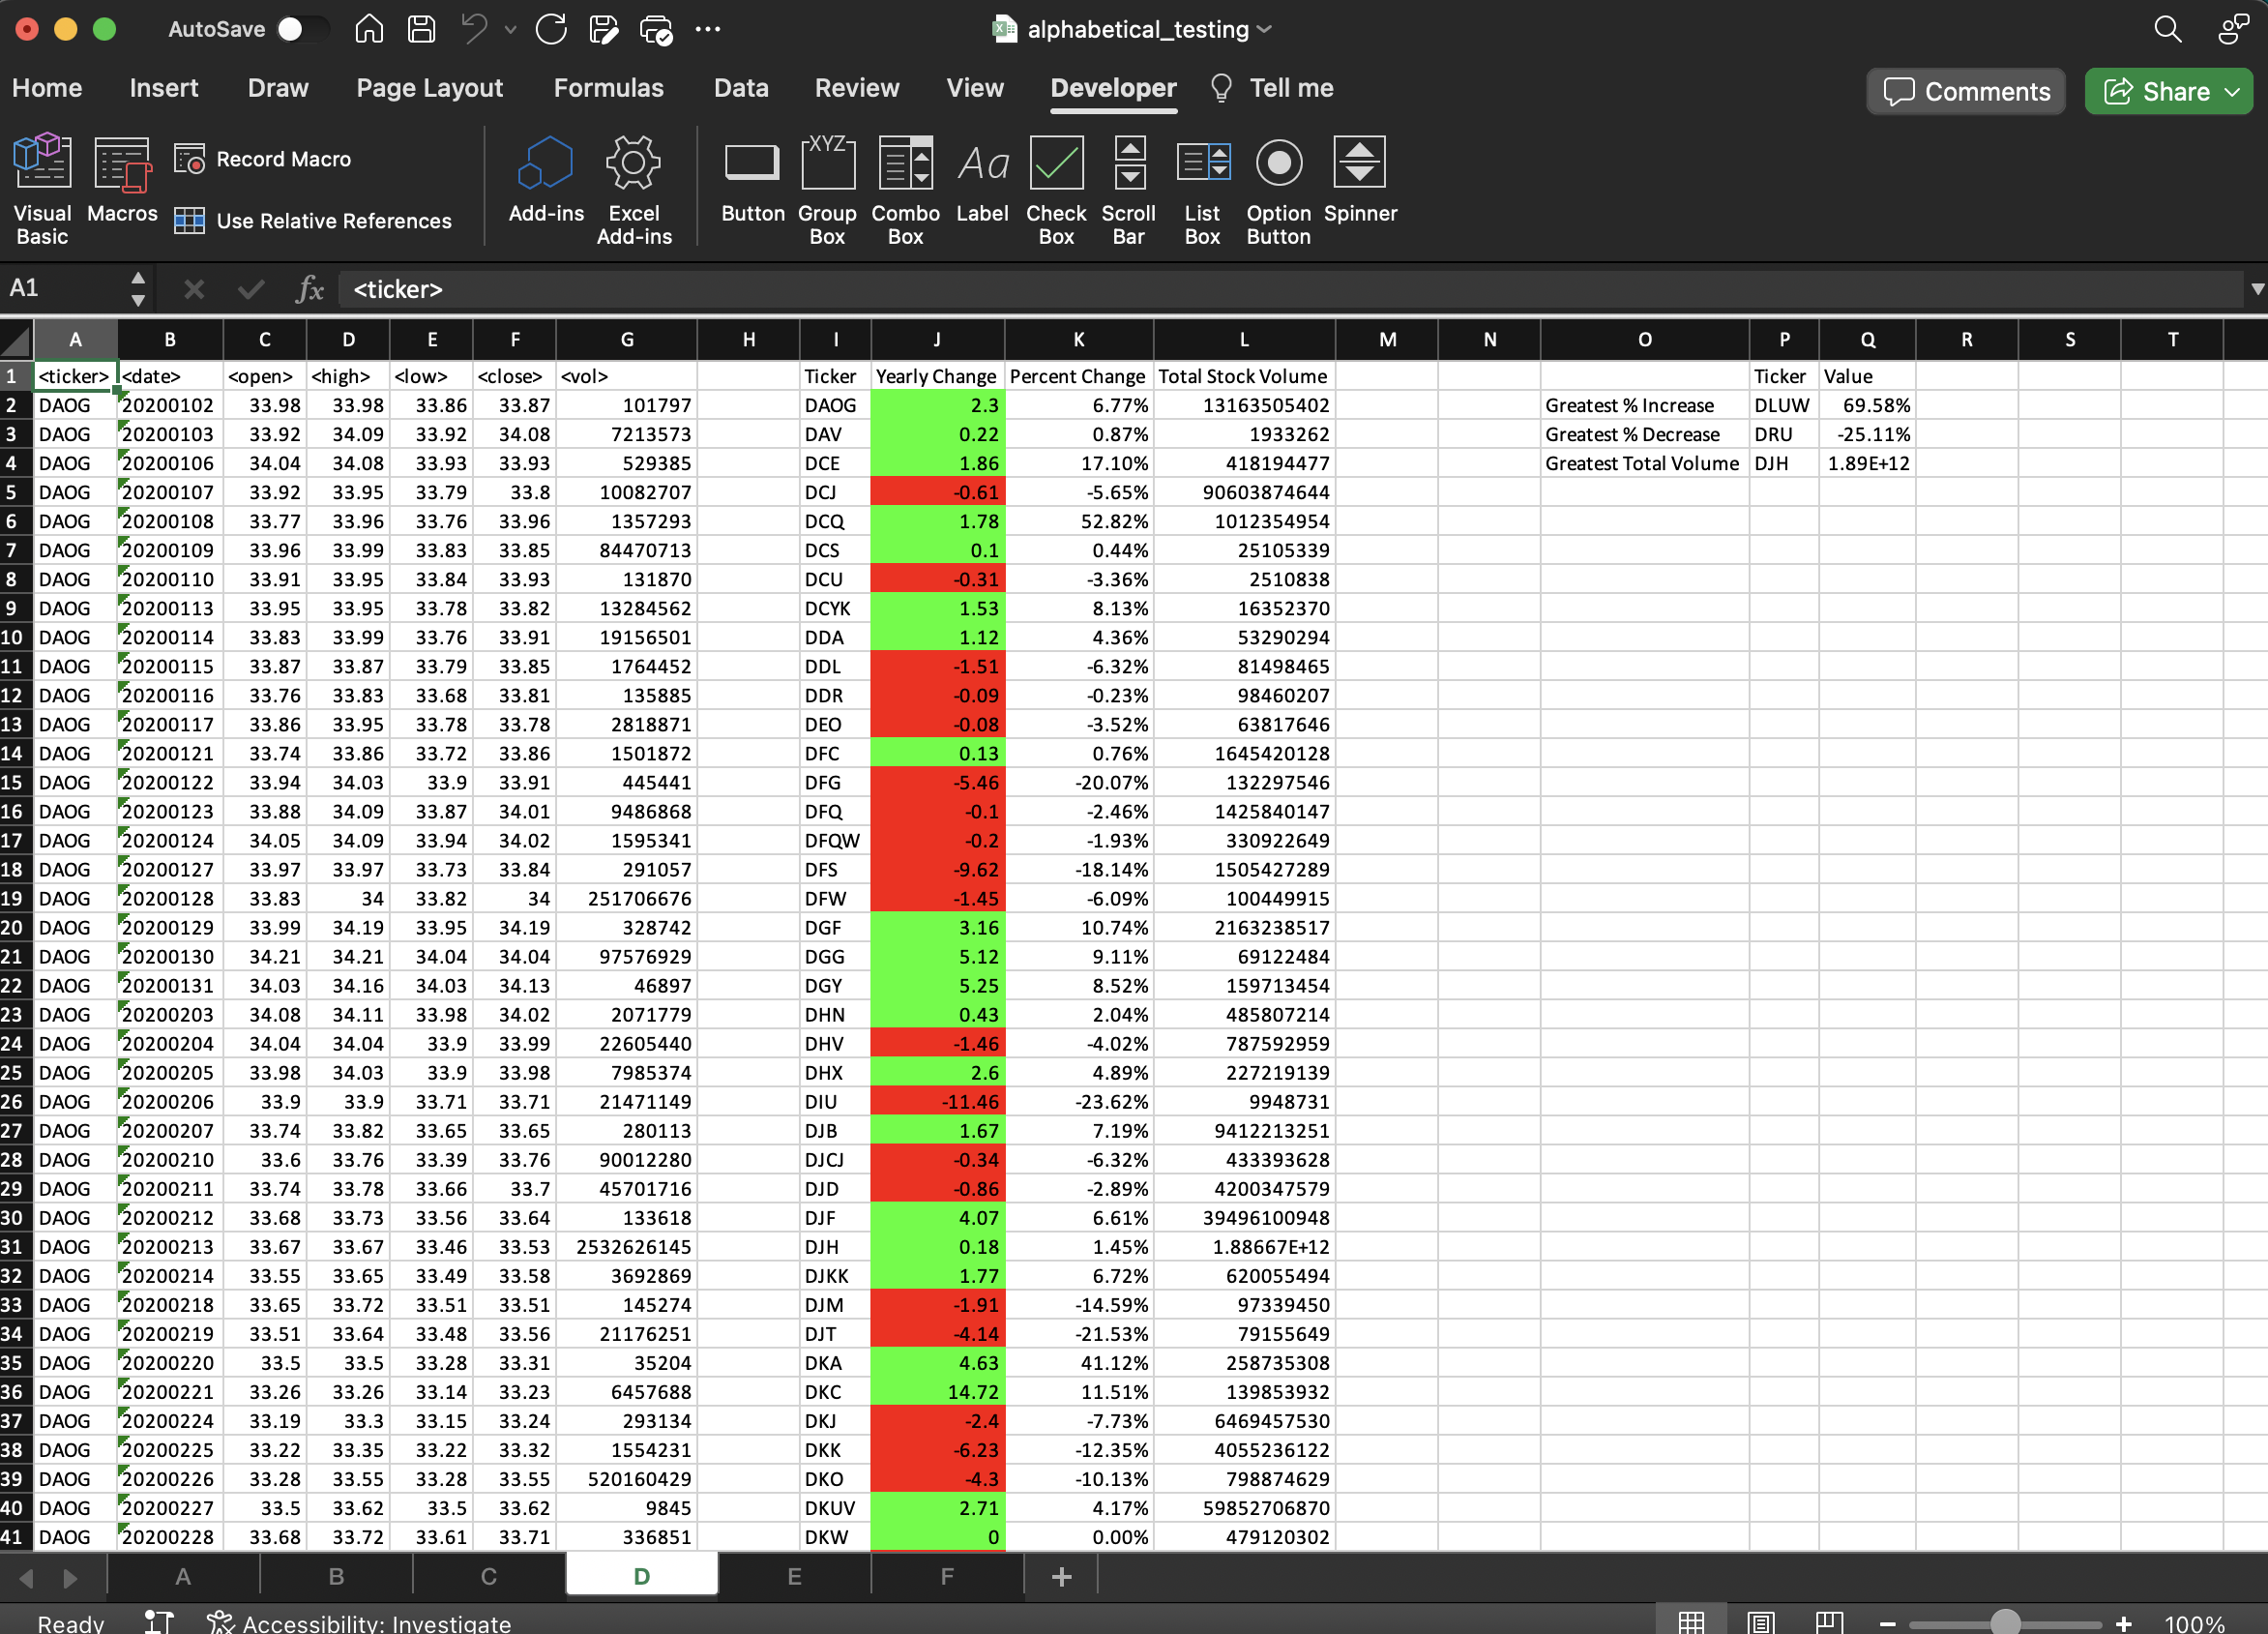 AutoSave alphabetical_testing
Home Insert Draw Page Layout Formulas Data Review View Developer Tell me Comments Share
Visual Basic Macros Record Macro Use Relative References Add-ins Excel Add-ins XYZ Button Group Box Combo Box Aa Label Check Box Scroll Bar List Box Option Button Spinner
A1 fx <ticker>
A B C D E F G H I J K L M N O P Q R S T
1 <ticker> <date> <open> <high> <low> <close> <vol> Ticker Yearly Change Percent Change Total Stock Volume Ticker Value
2 DAOG 20200102 33.98 33.98 33.86 33.87 101797 DAOG 2.3 6.77% 13163505402 Greatest % Increase DLUW 69.58%
3 DAOG 20200103 33.92 34.09 33.92 34.08 7213573 DAV 0.22 0.87% 1933262 Greatest % Decrease DRU -25.11%
4 DAOG 20200106 34.04 34.08 33.93 33.93 529385 DCE 1.86 17.10% 418194477 Greatest Total Volume DJH 1.89E+12
5 DAOG 20200107 33.92 33.95 33.79 33.8 10082707 DCJ -0.61 -5.65% 90603874644
6 DAOG 20200108 33.77 33.96 33.76 33.96 1357293 DCQ 1.78 52.82% 1012354954
7 DAOG 20200109 33.96 33.99 33.83 33.85 84470713 DCS 0.1 0.44% 25105339
8 DAOG 20200110 33.91 33.95 33.84 33.93 131870 DCU -0.31 -3.36% 2510838
9 DAOG 20200113 33.95 33.95 33.78 33.82 13284562 DCYK 1.53 8.13% 16352370
10 DAOG 20200114 33.83 33.99 33.76 33.91 19156501 DDA 1.12 4.36% 53290294
11 DAOG 20200115 33.87 33.87 33.79 33.85 1764452 DDL -1.51 -6.32% 81498465
12 DAOG 20200116 33.76 33.83 33.68 33.81 135885 DDR -0.09 -0.23% 98460207
13 DAOG 20200117 33.86 33.95 33.78 33.78 2818871 DEO -0.08 -3.52% 63817646
14 DAOG 20200121 33.74 33.86 33.72 33.86 1501872 DFC 0.13 0.76% 1645420128
15 DAOG 20200122 33.94 34.03 33.9 33.91 445441 DFG -5.46 -20.07% 132297546
16 DAOG 20200123 33.88 34.09 33.87 34.01 9486868 DFQ -0.1 -2.46% 1425840147
17 DAOG 20200124 34.05 34.09 33.94 34.02 1595341 DFQW -0.2 -1.93% 330922649
18 DAOG 20200127 33.97 33.97 33.73 33.84 291057 DFS -9.62 -18.14% 1505427289
19 DAOG 20200128 33.83 34 33.82 34 251706676 DFW -1.45 -6.09% 100449915
20 DAOG 20200129 33.99 34.19 33.95 34.19 328742 DGF 3.16 10.74% 2163238517
21 DAOG 20200130 34.21 34.21 34.04 34.04 97576929 DGG 5.12 9.11% 69122484
22 DAOG 20200131 34.03 34.16 34.03 34.13 46897 DGY 5.25 8.52% 159713454
23 DAOG 20200203 34.08 34.11 33.98 34.02 2071779 DHN 0.43 2.04% 485807214
24 DAOG 20200204 34.04 34.04 33.9 33.99 22605440 DHV -1.46 -4.02% 787592959
25 DAOG 20200205 33.98 34.03 33.9 33.98 7985374 DHX 2.6 4.89% 227219139
26 DAOG 20200206 33.9 33.9 33.71 33.71 21471149 DIU -11.46 -23.62% 9948731
27 DAOG 20200207 33.74 33.82 33.65 33.65 280113 DJB 1.67 7.19% 9412213251
28 DAOG 20200210 33.6 33.76 33.39 33.76 90012280 DJCJ -0.34 -6.32% 433393628
29 DAOG 20200211 33.74 33.78 33.66 33.7 45701716 DJD -0.86 -2.89% 4200347579
30 DAOG 20200212 33.68 33.73 33.56 33.64 133618 DJF 4.07 6.61% 39496100948
31 DAOG 20200213 33.67 33.67 33.46 33.53 2532626145 DJH 0.18 1.45% 1.88667E+12
32 DAOG 20200214 33.55 33.65 33.49 33.58 3692869 DJKK 1.77 6.72% 620055494
33 DAOG 20200218 33.65 33.72 33.51 33.51 145274 DJM -1.91 -14.59% 97339450
34 DAOG 20200219 33.51 33.64 33.48 33.56 21176251 DJT -4.14 -21.53% 79155649
35 DAOG 20200220 33.5 33.5 33.28 33.31 35204 DKA 4.63 41.12% 258735308
36 DAOG 20200221 33.26 33.26 33.14 33.23 6457688 DKC 14.72 11.51% 139853932
37 DAOG 20200224 33.19 33.3 33.15 33.24 293134 DKJ -2.4 -7.73% 6469457530
38 DAOG 20200225 33.22 33.35 33.22 33.32 1554231 DKK -6.23 -12.35% 4055236122
39 DAOG 20200226 33.28 33.55 33.28 33.55 520160429 DKO -4.3 -10.13% 798874629
40 DAOG 20200227 33.5 33.62 33.5 33.62 9845 DKUV 2.71 4.17% 59852706870
41 DAOG 20200228 33.68 33.72 33.61 33.71 336851 DKW 0 0.00% 479120302
A B C D E F +
Ready Accessibility: Investigate 100%